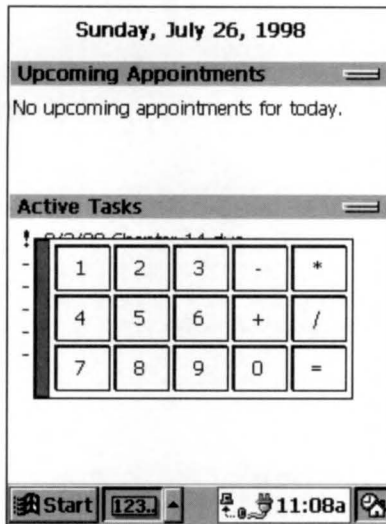 Sunday, July 26, 1998
Upcoming Appointments
No upcoming appointments for today.
Active Tasks
1 2 3 - *
4 5 6 + /
7 8 9 0 =
Start 123.. 11:08a